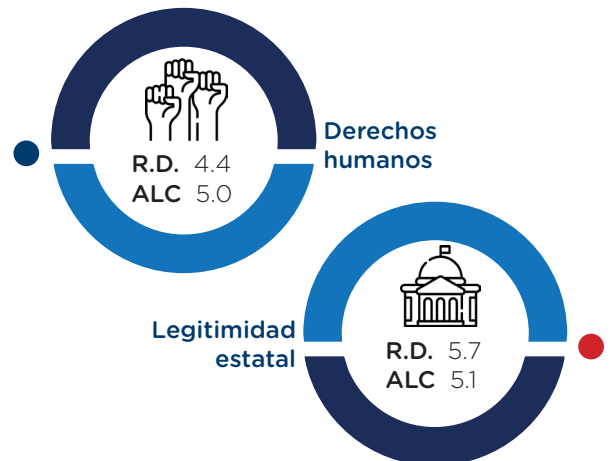 Derechos
humanos
R.D. 4.4
ALC 5.0
Legitimidad
estatal
R.D. 5.7
ALC 5.1